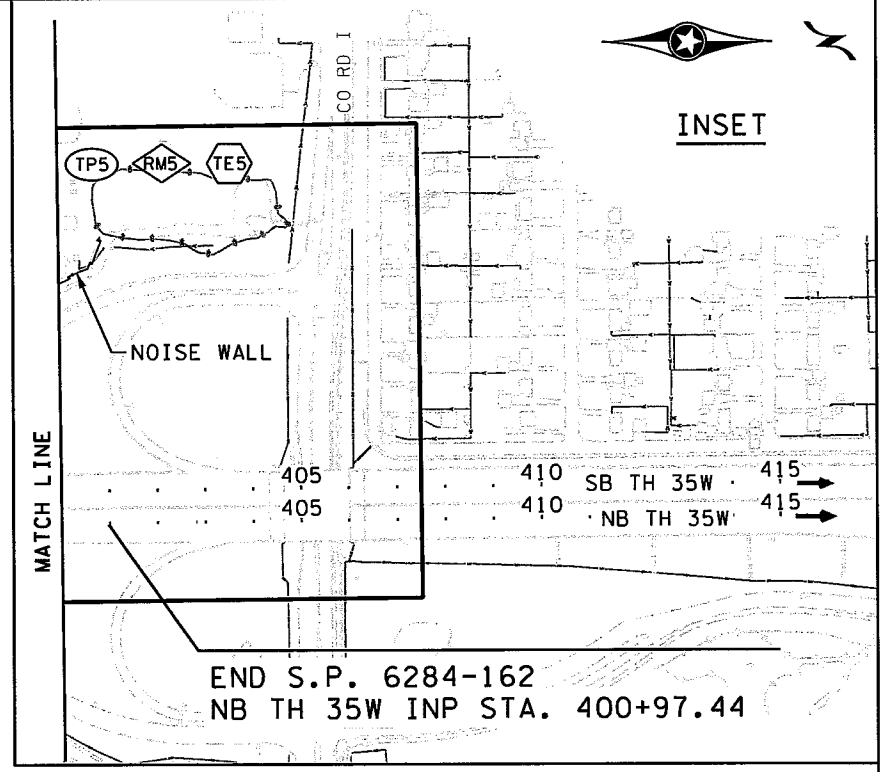 CO RD I
INSET
TP5 RM5 TE5
NOISE WALL
MATCH LINE
405 410 SB TH 35W 415
405 410 NB TH 35W 415
END S.P. 6284-162
NB TH 35W INP STA. 400+97.44